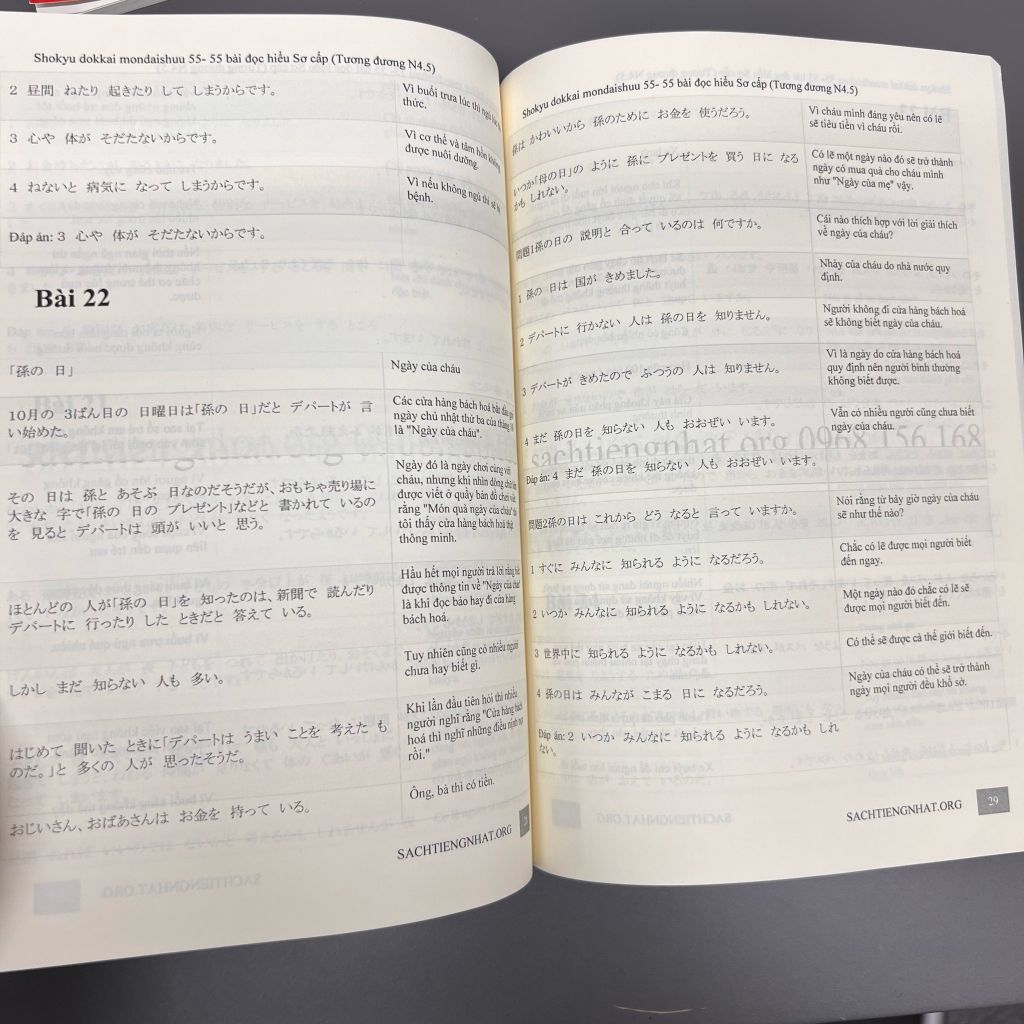 Shokyu dokkai mondaishuu 55- 55 bài đọc hiểu Sơ cấp (Tương đương N4.5)
2 昼間 ねたり 起きたり して しまうからです。
Vì buổi trưa lúc thì ngủ lúc
thức.
3 心や 体が そだたないからです。
Vì cơ thể và tâm hồn không
được nuôi dưỡng.
4 ねないと 病気に なって しまうからです。
Vì nếu không ngủ thì sẽ bị
bệnh.
Đáp án: 3 心や 体が そだたないからです。
Bài 22
「孫の 日」
Ngày của cháu
10月の 3ばん目の 日曜日は「孫の 日」だと デパートが 言
い始めた。
Các cửa hàng bách hoá bắt đầu gọi
ngày chủ nhật thứ ba của tháng 10
là "Ngày của cháu".
その 日は 孫と あそぶ 日なのだそうだが、おもちゃ売り場に
大きな 字で「孫の 日の プレゼント」などと 書かれて いるの
を 見ると デパートは 頭が いいと 思う。
Ngày đó là ngày chơi cùng với
cháu, nhưng khi nhìn dòng chữ lớn
được viết ở quầy bán đồ chơi viết
rằng "Món quà ngày của cháu" thì
tôi thấy cửa hàng bách hoá thật
thông minh.
ほとんどの 人が「孫の 日」を 知ったのは、新聞で 読んだり
デパートに 行ったり した ときだと 答えて いる。
Hầu hết mọi người trả lời rằng biết
được thông tin về "Ngày của cháu"
là khi đọc báo hay đi cửa hàng
bách hoá.
しかし まだ 知らない 人も 多い。
Tuy nhiên cũng có nhiều người
chưa hay biết gì.
はじめて 聞いた ときに「デパートは うまい ことを 考えた も
のだ。」と 多くの 人が 思ったそうだ。
Khi lần đầu tiên hỏi thì nhiều
người nghĩ rằng "Cửa hàng bách
hoá thì nghĩ những điều
rồi."
おじいさん、おばあさんは お金を 持って いる。
Ông, bà thì có tiền.
SACHTIENGNHAT.ORG
Shokyu dokkai mondaishuu 55- 55 bài đọc hiểu Sơ cấp (Tương đương N4.5)
孫は かわいいから 孫のために お金を 使うだろう。
Vì cháu mình đáng yêu nên có lẽ
sẽ tiêu tiền vì cháu rồi.
いつか「母の日」の ように 孫に プレゼントを 買う 日に なる
かも しれない。
Có lẽ một ngày nào đó sẽ trở thành
ngày có mua quà cho cháu mình
như "Ngày của mẹ" vậy.
問題1孫の日の 説明と 合って いるのは 何ですか。
Cái nào thích hợp với lời giải thích
về ngày của cháu?
1 孫の 日は 国が きめました。
Nhày của cháu do nhà nước quy
định.
2 デパートに 行かない 人は 孫の日を 知りません。
Người không đi cửa hàng bách hoá
sẽ không biết ngày của cháu.
3 デパートが きめたので ふつうの 人は 知りません。
Vì là ngày do cửa hàng bách hoá
quy định nên người bình thường
không biết được.
4 まだ 孫の日を 知らない 人も おおぜい います。
Vẫn có nhiều người cũng chưa biết
ngày của cháu.
sachtiengnhat.org 0968 156 168
Đáp án: 4 まだ 孫の日を 知らない 人も おおぜい います。
問題2孫の日は これから どう なると 言って いますか。
Nói rằng từ bây giờ ngày của cháu
sẽ như thế nào?
1 すぐに みんなに 知られる ように なるだろう。
Chắc có lẽ được mọi người biết
đến ngay.
2 いつか みんなに 知られる ように なるかも しれない。
Một ngày nào đó chắc có lẽ sẽ
được mọi người biết đến.
3 世界中に 知られる ように なるかも しれない。
Có thể sẽ được cả thế giới biết đến.
4 孫の日は みんなが こまる 日に なるだろう。
Ngày của cháu có thể sẽ trở thành
ngày mọi người đều khổ sở.
Đáp án: 2 いつか みんなに 知られる ように なるかも しれ
ない。
SACHTIENGNHAT.ORG 29